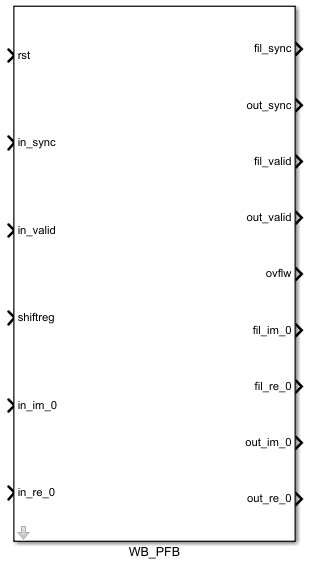 rst
in_sync
in_valid
shiftreg
in_im_0
in_re_0
fil_sync
out_sync
fil_valid
out_valid
ovflw
fil_im_0
fil_re_0
out_im_0
out_re_0
WB_PFB